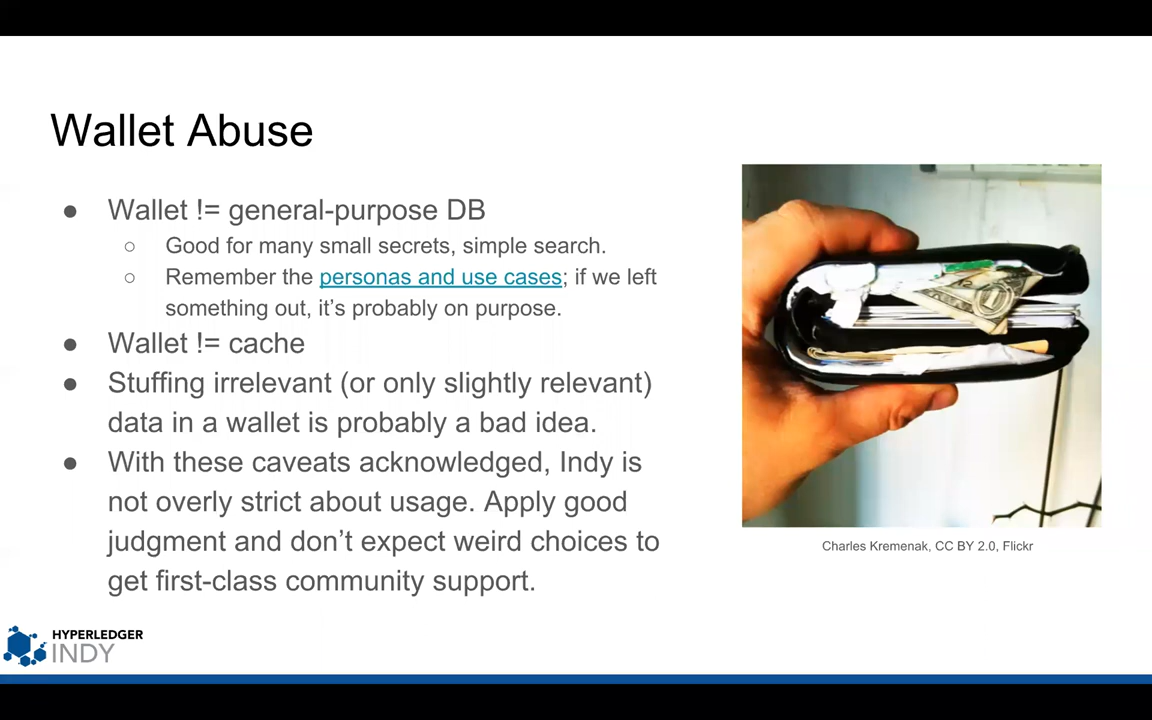 Wallet Abuse
● Wallet != general-purpose DB
○ Good for many small secrets, simple search.
○ Remember the personas and use cases; if we left
something out, it’s probably on purpose.
● Wallet != cache
● Stuffing irrelevant (or only slightly relevant)
data in a wallet is probably a bad idea.
● With these caveats acknowledged, Indy is
not overly strict about usage. Apply good
judgment and don’t expect weird choices to
get first-class community support.
Charles Kremenak, CC BY 2.0, Flickr
HYPERLEDGER
INDY